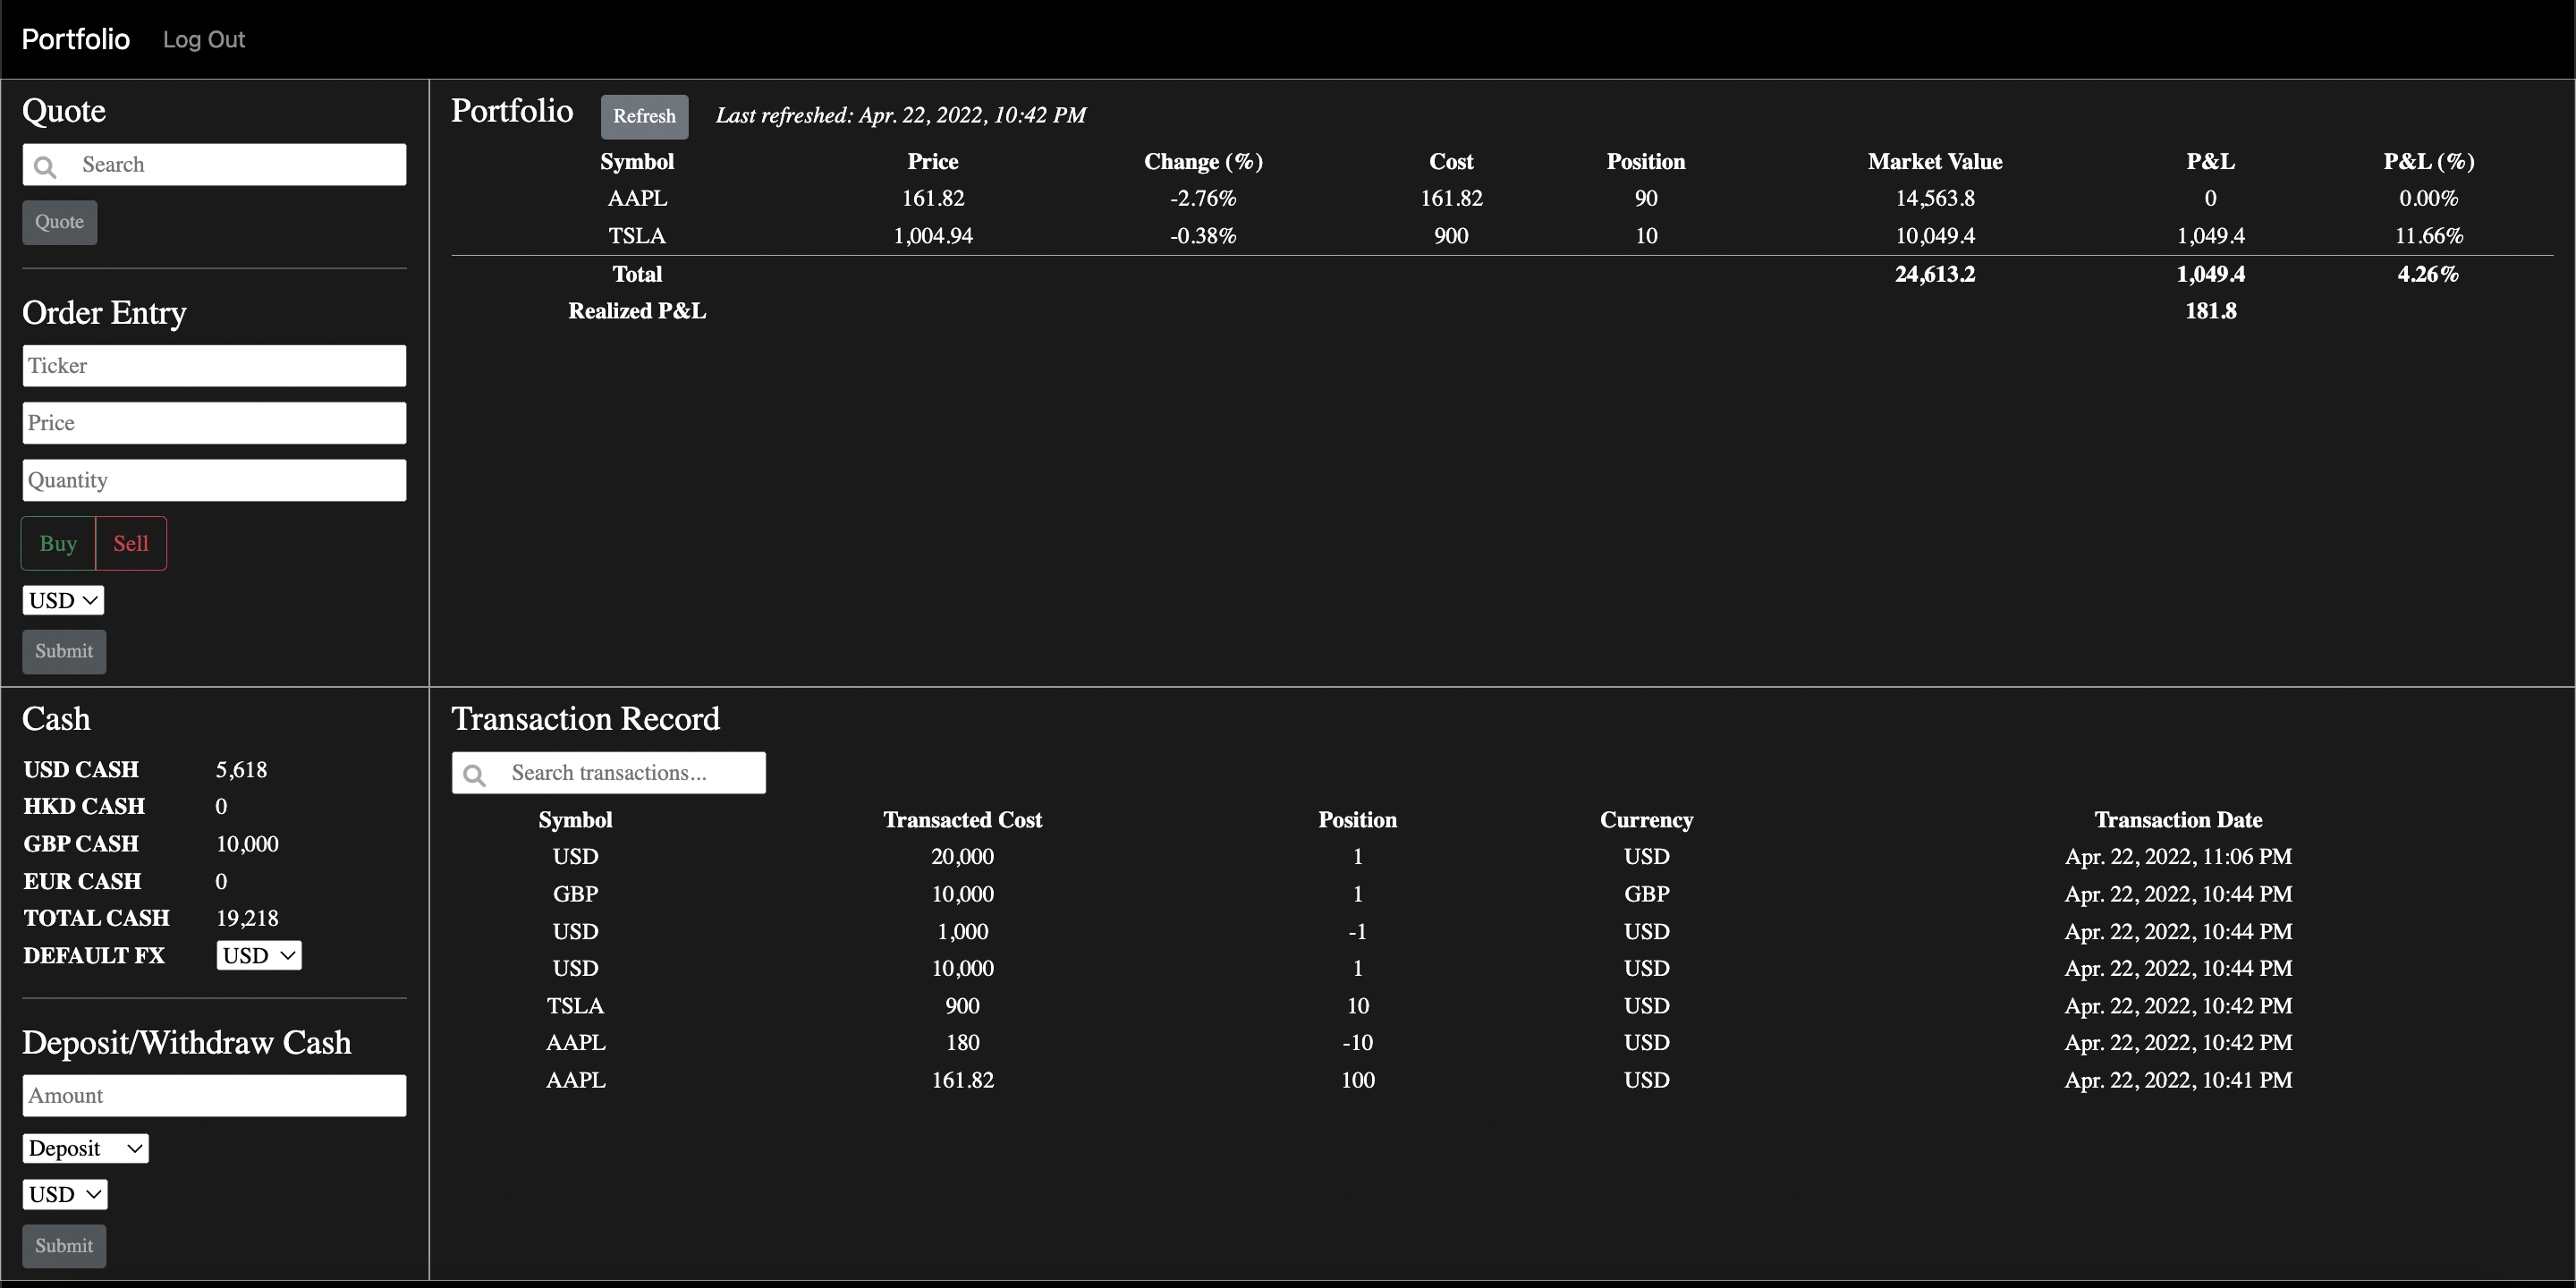 Portfolio Log Out
Quote
Search
Quote
Order Entry
Ticker
Price
Quantity
Buy Sell
USD
Submit
Portfolio Refresh Last refreshed: Apr. 22, 2022, 10:42 PM
Symbol Price Change (%) Cost Position Market Value P&L P&L (%)
AAPL 161.82 -2.76% 161.82 90 14,563.8 0 0.00%
TSLA 1,004.94 -0.38% 900 10 10,049.4 1,049.4 11.66%
Total 24,613.2 1,049.4 4.26%
Realized P&L 181.8
Cash
USD CASH 5,618
HKD CASH 0
GBP CASH 10,000
EUR CASH 0
TOTAL CASH 19,218
DEFAULT FX USD
Deposit/Withdraw Cash
Amount
Deposit
USD
Submit
Transaction Record
Search transactions...
Symbol Transacted Cost Position Currency Transaction Date
USD 20,000 1 USD Apr. 22, 2022, 11:06 PM
GBP 10,000 1 GBP Apr. 22, 2022, 10:44 PM
USD 1,000 -1 USD Apr. 22, 2022, 10:44 PM
USD 10,000 1 USD Apr. 22, 2022, 10:44 PM
TSLA 900 10 USD Apr. 22, 2022, 10:42 PM
AAPL 180 -10 USD Apr. 22, 2022, 10:42 PM
AAPL 161.82 100 USD Apr. 22, 2022, 10:41 PM